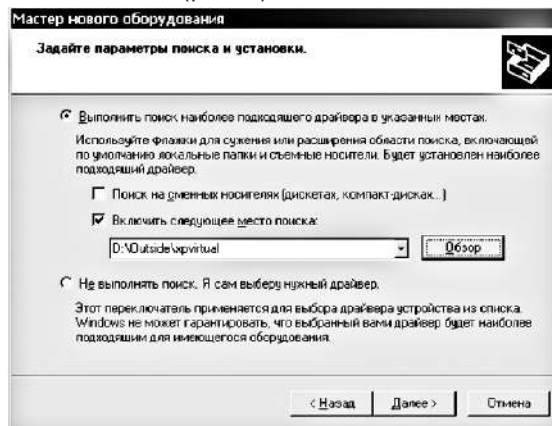 Мастер нового оборудования
Задайте параметры поиска и установки.
Выполнить поиск наиболее подходящего драйвера в указанных местах.
Используйте флажки для сужения или расширения области поиска, включающей
по умолчанию локальные папки и съемные носители. Будет установлен наиболее
подходящий драйвер.
Поиск на сменных носителях (дискетах, компакт-дисках...)
Включить следующее место поиска:
D:\Outside\xpvirtual
Обзор
Не выполнять поиск. Я сам выберу нужный драйвер.
Этот переключатель применяется для выбора драйвера устройства из списка.
Windows не может гарантировать, что выбранный вами драйвер будет наиболее
подходящим для имеющегося оборудования.
< Назад Далее > Отмена